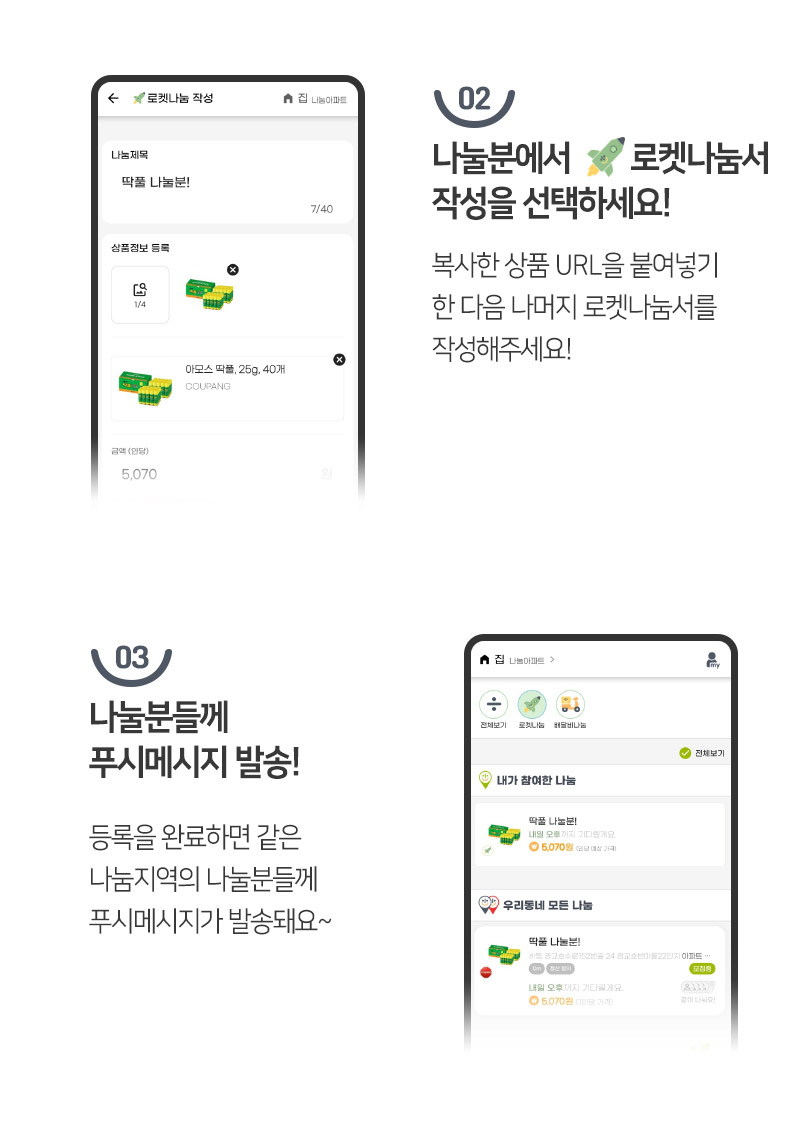 로켓나눔 작성
집 나눔아파트
나눔제목
딱풀 나눌분!
7/40
상품정보 등록
1/4
아모스 딱풀, 25g, 40개
COUPANG
금액 (인당)
5,070
원
02
나눌분에서 로켓나눔서
작성을 선택하세요!
복사한 상품 URL을 붙여넣기
한 다음 나머지 로켓나눔서를
작성해주세요!
03
나눌분들께
푸시메시지 발송!
등록을 완료하면 같은
나눔지역의 나눌분들께
푸시메시지가 발송돼요~
집 나눔아파트 >
my
전체보기 로켓나눔 배달비나눔
전체보기
내가 참여한 나눔
딱풀 나눌분!
내일 오후까지 기다릴게요.
5,070원 (인당 예상 가격)
우리동네 모든 나눔
딱풀 나눌분!
24 아파트 ...
0m 모집중
내일 오후까지 기다릴게요.
5,070원 (1인당 가격)
같이 나눠요!